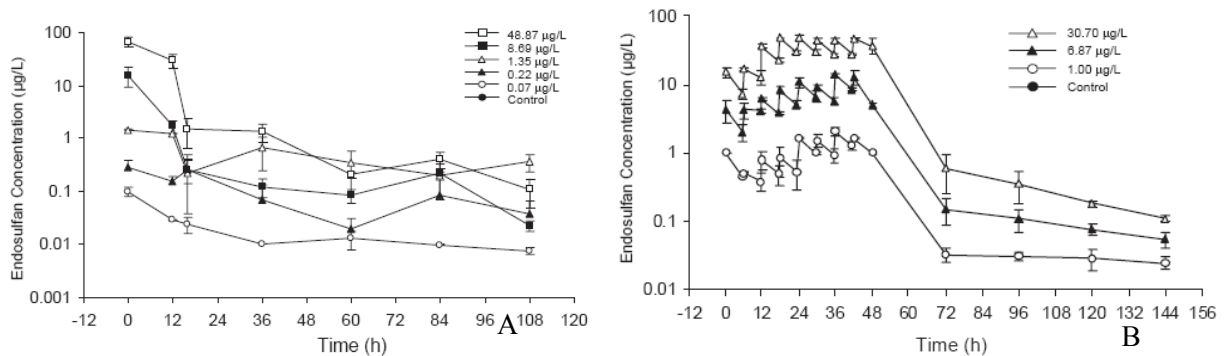 Endosulfan Concentration (µg/L)
100
10
1
0.1
0.01
0.001
-12 0 12 24 36 48 60 72 84 96 108 120
Time (h)
48.87 µg/L
8.69 µg/L
1.35 µg/L
0.22 µg/L
0.07 µg/L
Control
A
Endosulfan Concentration (µg/L)
100
10
1
0.1
0.01
-12 0 12 24 36 48 60 72 84 96 108 120 132 144 156
Time (h)
30.70 µg/L
6.87 µg/L
1.00 µg/L
Control
B